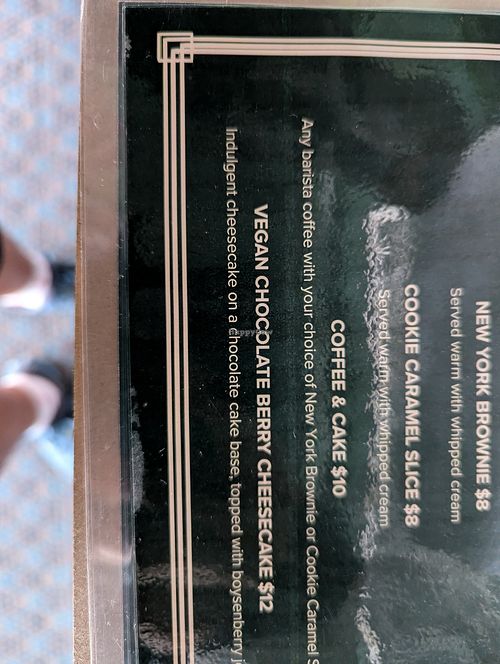 NEW YORK BROWNIE $8
Served warm with whipped cream
COOKIE CARAMEL SLICE $8
Served warm with whipped cream
COFFEE & CAKE $10
Any barista coffee with your choice of New York Brownie or Cookie Caramel S
VEGAN CHOCOLATE BERRY CHEESECAKE $12
Indulgent cheesecake on a chocolate cake base, topped with boysenberry j